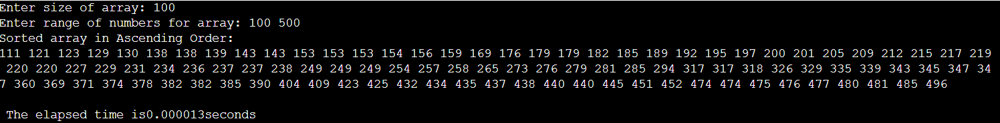 Enter size of array: 100
Enter range of numbers for array: 100 500
Sorted array in Ascending Order:
111 121 123 129 130 138 138 139 143 143 153 153 153 154 156 159 169 176 179 179 182 185 189 192 195 197 200 201 205 209 212 215 217 219
220 220 227 229 231 234 236 237 237 238 249 249 249 254 257 258 265 273 276 279 281 285 294 317 317 318 326 329 335 339 343 345 347 34
7 360 369 371 374 378 382 382 385 390 404 409 423 425 432 434 435 437 438 440 440 445 451 452 474 474 475 476 477 480 481 485 496
The elapsed time is0.000013seconds